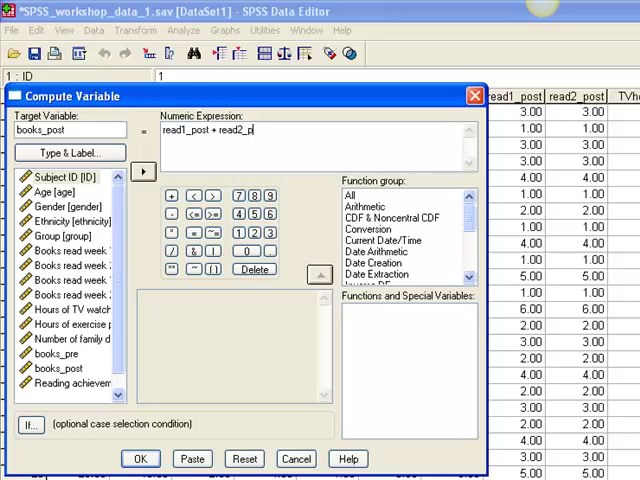 *SPSS_workshop_data_1.sav [DataSet1] - SPSS Data Editor
File Edit View Data Transform Analyze Graphs Utilities Window Help
1 : ID 1
Compute Variable
read1_post read2_post TVho
Target Variable: Numeric Expression:
books_post = read1_post + read2_p
Type & Label...
Subject ID [ID]
Age [age]
Gender [gender]
Ethnicity [ethnicity]
Group [group]
Books read week 1
Books read week 2
Books read week
Books read week 2
Hours of TV watch
Hours of exercise p
Number of family d
books_pre
books_post
Reading achievem
+ < > 7 8 9
- <= >= 4 5 6
* = ~= 1 2 3
/ & | 0 .
** ~ () Delete
Function group:
All
Arithmetic
CDF & Noncentral CDF
Conversion
Current Date/Time
Date Arithmetic
Date Creation
Date Extraction
Inverse DF
Functions and Special Variables:
If... (optional case selection condition)
OK Paste Reset Cancel Help
3.00 3.00
1.00 1.00
3.00 3.00
3.00 3.00
4.00 4.00
1.00 1.00
2.00 2.00
1.00 1.00
4.00 4.00
1.00 1.00
5.00 5.00
1.00 1.00
6.00 6.00
2.00 2.00
3.00 3.00
2.00 2.00
4.00 4.00
2.00 2.00
3.00 3.00
2.00 2.00
4.00 4.00
3.00 3.00
5.00 5.00